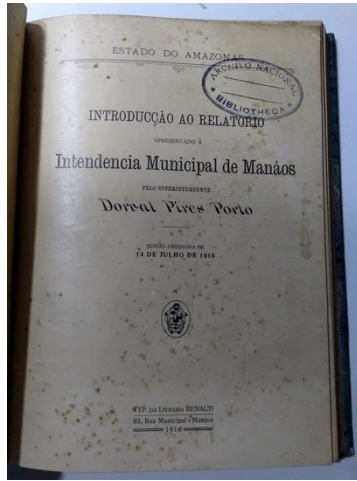 ESTADO DO AMAZONAS
ARCHIVO NACIONAL
BIBLIOTHECA
INTRODUCÇÃO AO RELATORIO
APRESENTADO Á
Intendencia Municipal de Manáos
PELO SUPERINTENDENTE
Dorval Pires Porto
SESSÃO ORDINARIA DE
14 DE JULHO DE 1916
TYP. DA LIVRARIA RENAUD
93, Rua Municipal Manáos
1916